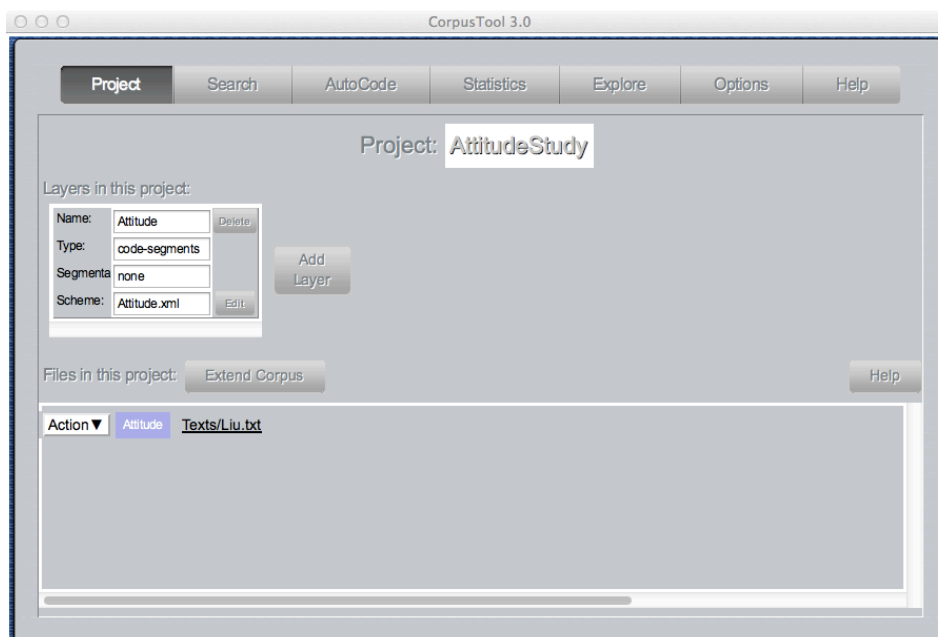 CorpusTool 3.0
Project Search AutoCode Statistics Explore Options Help
Project: AttitudeStudy
Layers in this project:
Name: Attitude Delete
Type: code-segments
Segmenta none
Scheme: Attitude.xml Edit
Add
Layer
Files in this project: Extend Corpus Help
Action▼ Attitude Texts/Liu.txt